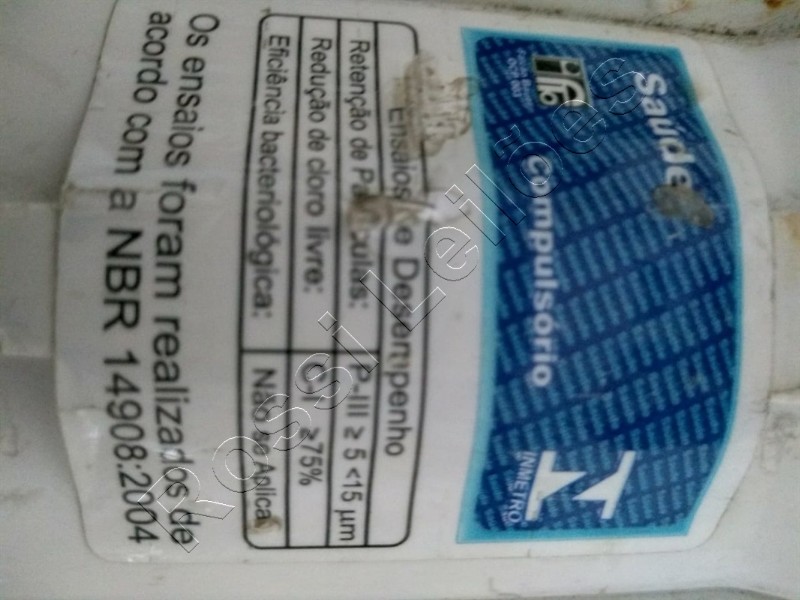 Saúde
ifbq
Compulsório
INMETRO
Ensaios de Desempenho
Retenção de Partículas: P-III ≥ 5 <15 µm
Redução de cloro livre: C-I ≥75%
Eficiência bacteriológica: Não se Aplica
Os ensaios foram realizados de
acordo com a NBR 14908:2004
Rossi Leilões